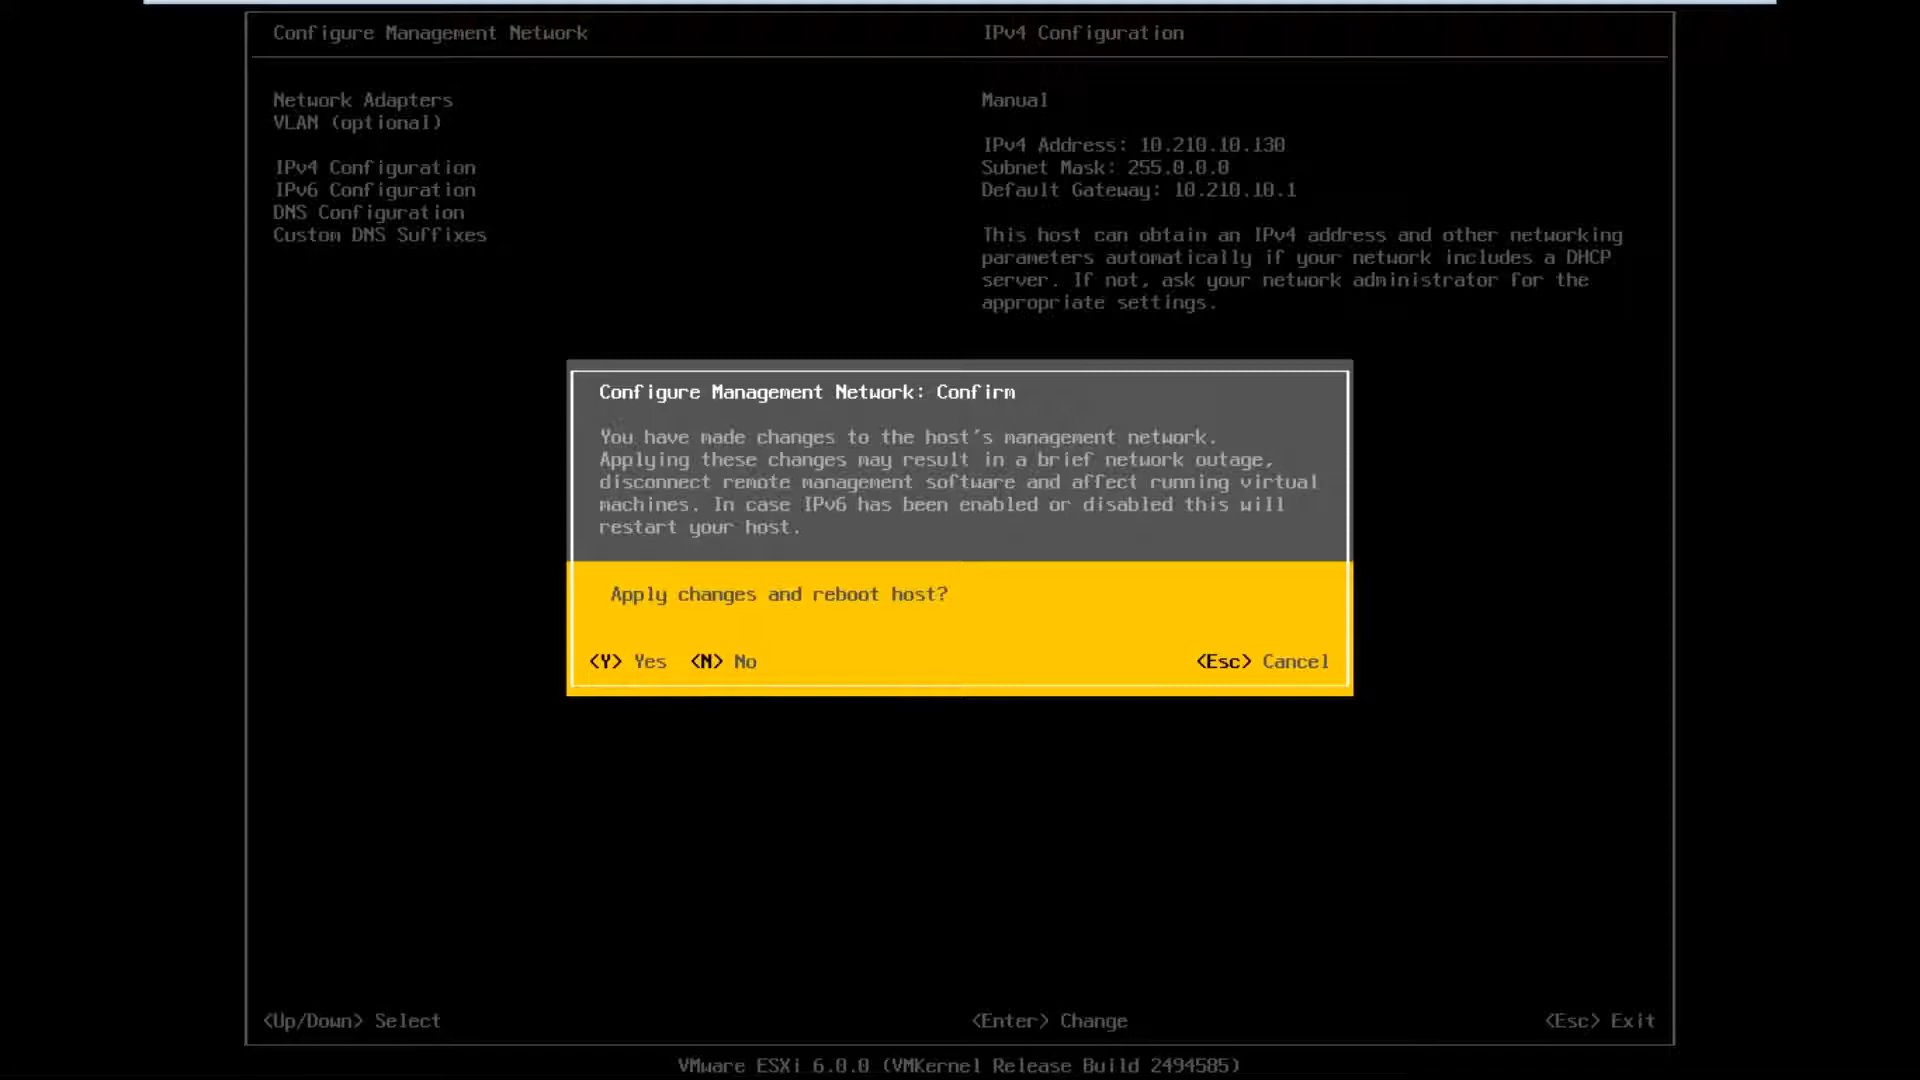 Configure Management Network
IPv4 Configuration
Network Adapters
VLAN (optional)
IPv4 Configuration
IPv6 Configuration
DNS Configuration
Custom DNS Suffixes
Manual
IPv4 Address: 10.210.10.130
Subnet Mask: 255.0.0.0
Default Gateway: 10.210.10.1
This host can obtain an IPv4 address and other networking
parameters automatically if your network includes a DHCP
server. If not, ask your network administrator for the
appropriate settings.
Configure Management Network: Confirm
You have made changes to the host's management network.
Applying these changes may result in a brief network outage,
disconnect remote management software and affect running virtual
machines. In case IPv6 has been enabled or disabled this will
restart your host.
Apply changes and reboot host?
<Y> Yes <N> No <Esc> Cancel
<Up/Down> Select <Enter> Change <Esc> Exit
VMware ESXi 6.0.0 (VMKernel Release Build 2494585)